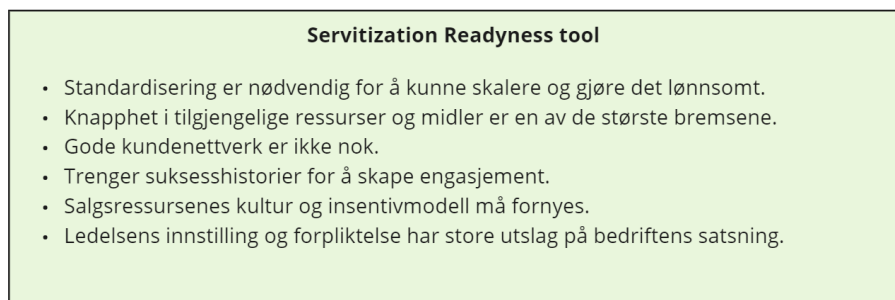 Servitization Readyness tool
• Standardisering er nødvendig for å kunne skalere og gjøre det lønnsomt.
• Knapphet i tilgjengelige ressurser og midler er en av de største bremsene.
• Gode kundenettverk er ikke nok.
• Trenger suksesshistorier for å skape engasjement.
• Salgsressursenes kultur og insentivmodell må fornyes.
• Ledelsens innstilling og forpliktelse har store utslag på bedriftens satsning.